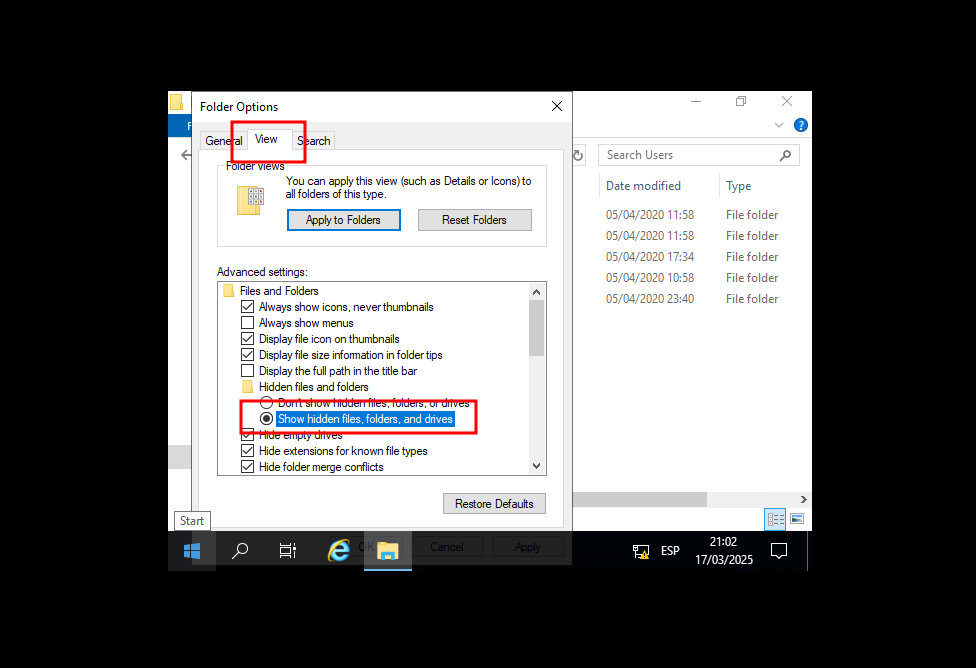 Folder Options
F
General
View
Search
Folder views
You can apply this view (such as Details or Icons) to
all folders of this type.
Apply to Folders
Reset Folders
Advanced settings:
Files and Folders
Always show icons, never thumbnails
Always show menus
Display file icon on thumbnails
Display file size information in folder tips
Display the full path in the title bar
Hidden files and folders
Don't show hidden files, folders, or drives
Show hidden files, folders, and drives
Hide empty drives
Hide extensions for known file types
Hide folder merge conflicts
Restore Defaults
OK
Cancel
Apply
?
Search Users
Date modified
Type
05/04/2020 11:58
File folder
05/04/2020 11:58
File folder
05/04/2020 17:34
File folder
05/04/2020 10:58
File folder
05/04/2020 23:40
File folder
Start
ESP
21:02
17/03/2025